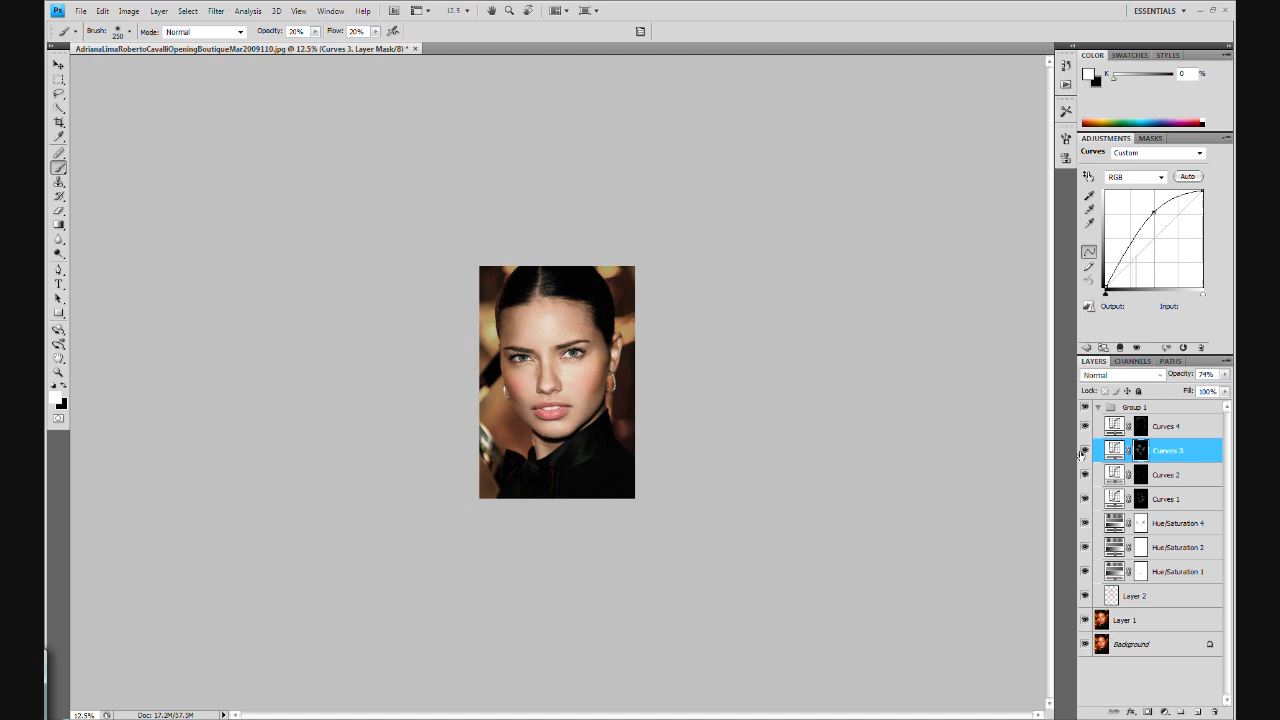 Ps File Edit Image Layer Select Filter Analysis 3D View Window Help Br 12.5 ESSENTIALS
Brush: 250 Mode: Normal Opacity: 20% Flow: 20%
AdrianaLimaRobertoCavalliOpeningBoutiqueMar2009110.jpg @ 12.5% (Curves 3, Layer Mask/8) *
COLOR SWATCHES STYLES
K 0 %
ADJUSTMENTS MASKS
Curves Custom
RGB Auto
Output: Input:
LAYERS CHANNELS PATHS
Normal Opacity: 74%
Lock: Fill: 100%
Group 1
Curves 4
Curves 3
Curves 2
Curves 1
Hue/Saturation 4
Hue/Saturation 2
Hue/Saturation 1
Layer 2
Layer 1
Background
12.5% Doc: 17.2M/57.5M